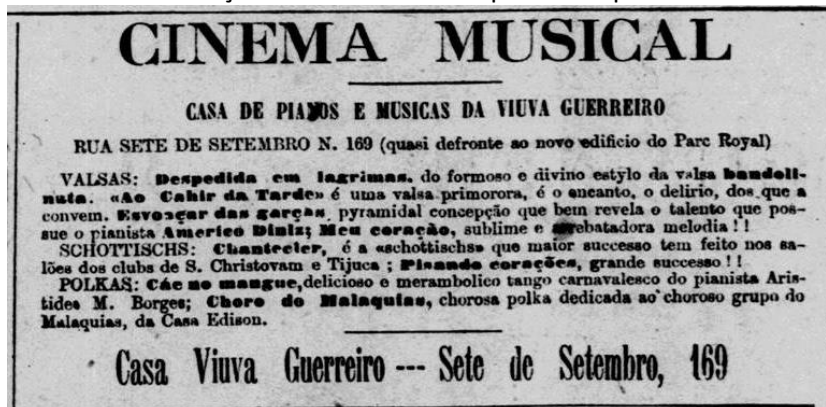 CINEMA MUSICAL
CASA DE PIANOS E MUSICAS DA VIUVA GUERREIRO
RUA SETE DE SETEMBRO N. 169 (quasi defronte ao novo edificio do Parc Royal)
VALSAS: Despedida em lagrimas. do formoso e divino estylo da valsa bandoli-
nata. «Ao Cahir da Tarde» é uma valsa primorora, é o encanto, o delirio, dos que a
convem. Esvoaçar das garças, pyramidal concepção que bem revela o talento que pos-
sue o pianista Americo Diniz; Meu coração, sublime e arrebatadora melodia ! !
SCHOTTISCHS: Chantecler, é a «schottischs» que maior successo tem feito nos sa-
lões dos clubs de S. Christovam e Tijuca ; Pisando corações, grande successo ! !
POLKAS: Cáe no mangue, delicioso e merambolico tango carnavalesco do pianista Aris-
tides M. Borges; Choro do Malaquias, chorosa polka dedicada ao choroso grupo do
Malaquias, da Casa Edison.
Casa Viuva Guerreiro --- Sete de Setembro, 169